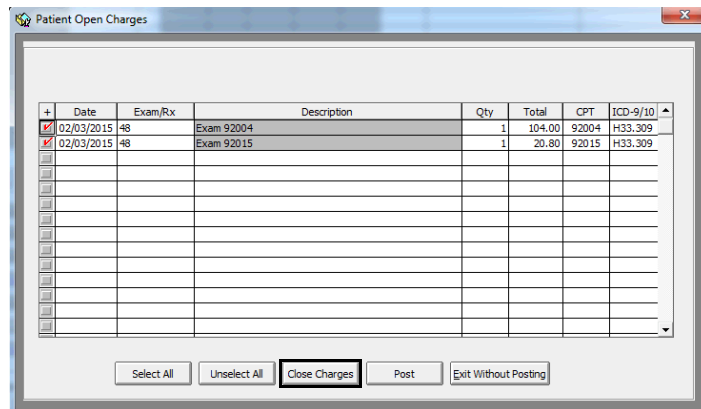 Patient Open Charges
+ Date Exam/Rx Description Qty Total CPT ICD-9/10
02/03/2015 48 Exam 92004 1 104.00 92004 H33.309
02/03/2015 48 Exam 92015 1 20.80 92015 H33.309
Select All Unselect All Close Charges Post Exit Without Posting